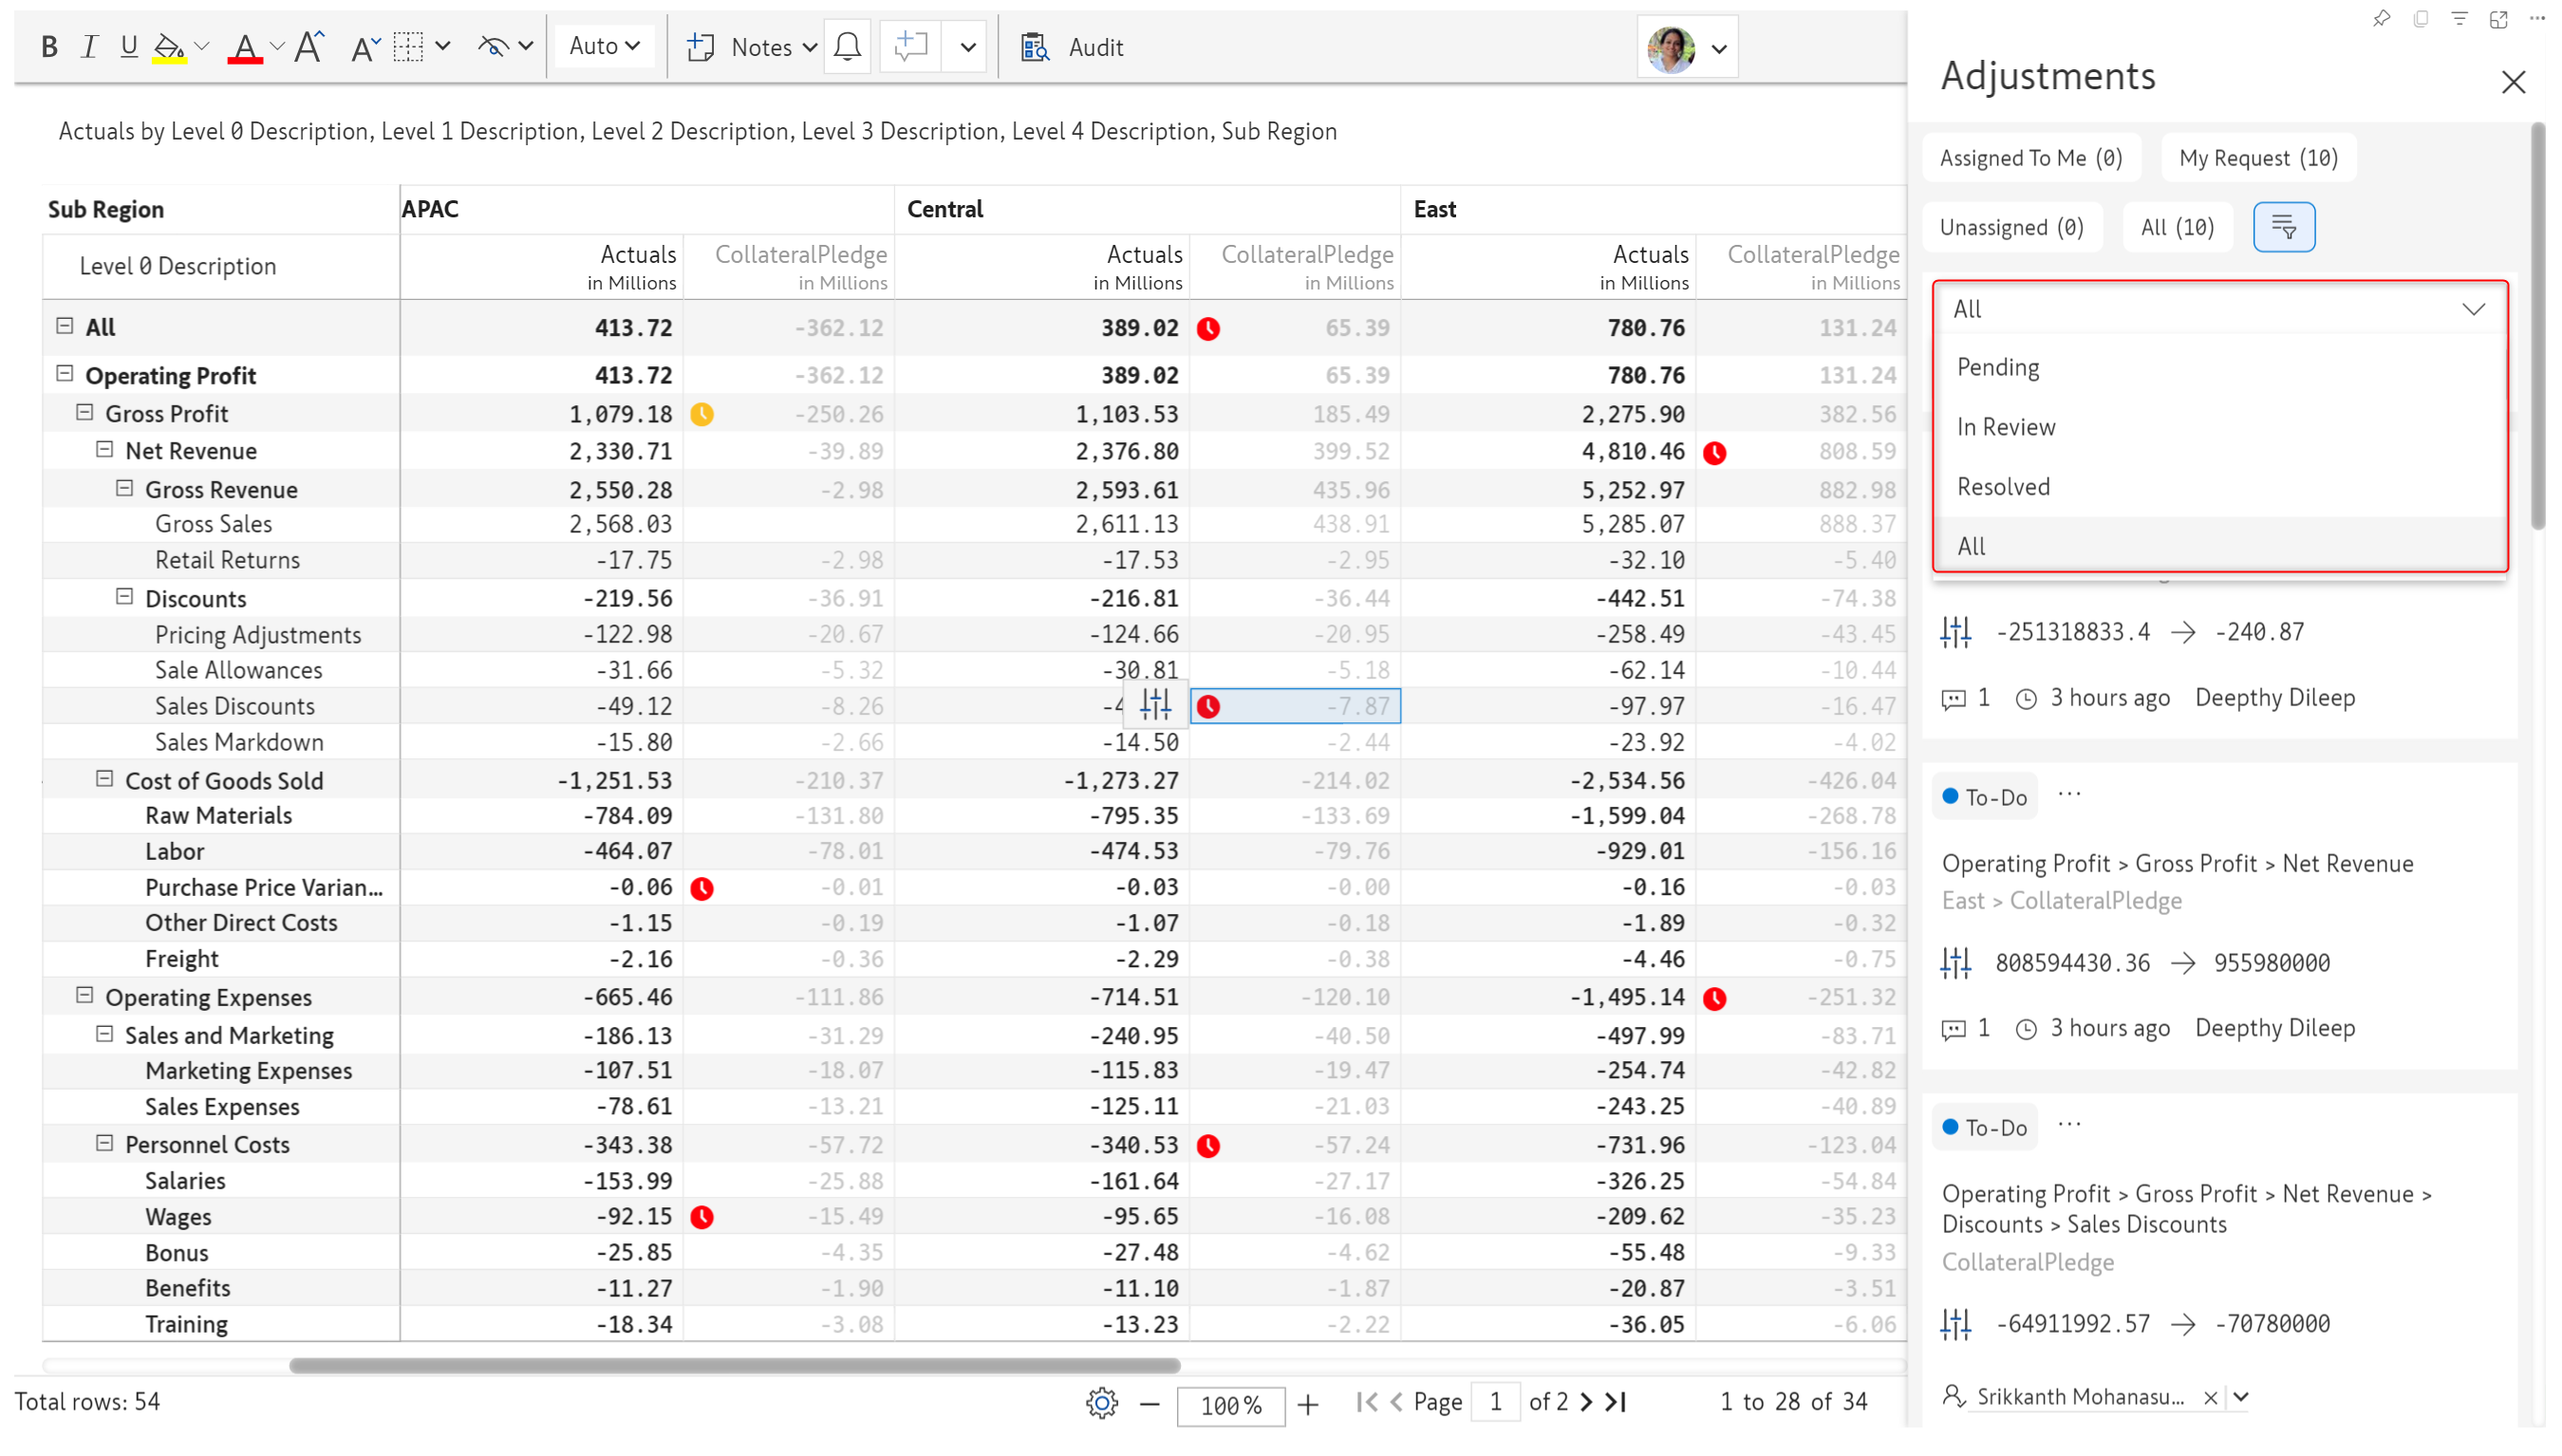 B I U A A A Auto Notes Audit
Adjustments
Actuals by Level 0 Description, Level 1 Description, Level 2 Description, Level 3 Description, Level 4 Description, Sub Region
Assigned To Me (0) My Request (10)
Unassigned (0) All (10)
Sub Region APAC Central East
Level 0 Description Actuals CollateralPledge Actuals CollateralPledge Actuals CollateralPledge
in Millions in Millions in Millions in Millions in Millions in Millions
All 413.72 -362.12 389.02 65.39 780.76 131.24
Operating Profit 413.72 -362.12 389.02 65.39 780.76 131.24
Gross Profit 1,079.18 -250.26 1,103.53 185.49 2,275.90 382.56
Net Revenue 2,330.71 -39.89 2,376.80 399.52 4,810.46 808.59
Gross Revenue 2,550.28 -2.98 2,593.61 435.96 5,252.97 882.98
Gross Sales 2,568.03 2,611.13 438.91 5,285.07 888.37
Retail Returns -17.75 -2.98 -17.53 -2.95 -32.10 -5.40
Discounts -219.56 -36.91 -216.81 -36.44 -442.51 -74.38
Pricing Adjustments -122.98 -20.67 -124.66 -20.95 -258.49 -43.45
Sale Allowances -31.66 -5.32 -30.81 -5.18 -62.14 -10.44
Sales Discounts -49.12 -8.26 -4 -7.87 -97.97 -16.47
Sales Markdown -15.80 -2.66 -14.50 -2.44 -23.92 -4.02
Cost of Goods Sold -1,251.53 -210.37 -1,273.27 -214.02 -2,534.56 -426.04
Raw Materials -784.09 -131.80 -795.35 -133.69 -1,599.04 -268.78
Labor -464.07 -78.01 -474.53 -79.76 -929.01 -156.16
Purchase Price Varian... -0.06 -0.01 -0.03 -0.00 -0.16 -0.03
Other Direct Costs -1.15 -0.19 -1.07 -0.18 -1.89 -0.32
Freight -2.16 -0.36 -2.29 -0.38 -4.46 -0.75
Operating Expenses -665.46 -111.86 -714.51 -120.10 -1,495.14 -251.32
Sales and Marketing -186.13 -31.29 -240.95 -40.50 -497.99 -83.71
Marketing Expenses -107.51 -18.07 -115.83 -19.47 -254.74 -42.82
Sales Expenses -78.61 -13.21 -125.11 -21.03 -243.25 -40.89
Personnel Costs -343.38 -57.72 -340.53 -57.24 -731.96 -123.04
Salaries -153.99 -25.88 -161.64 -27.17 -326.25 -54.84
Wages -92.15 -15.49 -95.65 -16.08 -209.62 -35.23
Bonus -25.85 -4.35 -27.48 -4.62 -55.48 -9.33
Benefits -11.27 -1.90 -11.10 -1.87 -20.87 -3.51
Training -18.34 -3.08 -13.23 -2.22 -36.05 -6.06
Total rows: 54 100% Page 1 of 2 1 to 28 of 34
All
Pending
In Review
Resolved
All
-251318833.4 → -240.87
1 3 hours ago Deepthy Dileep
To-Do ...
Operating Profit > Gross Profit > Net Revenue
East > CollateralPledge
808594430.36 → 955980000
1 3 hours ago Deepthy Dileep
To-Do ...
Operating Profit > Gross Profit > Net Revenue >
Discounts > Sales Discounts
CollateralPledge
-64911992.57 → -70780000
Srikkanth Mohanasu...